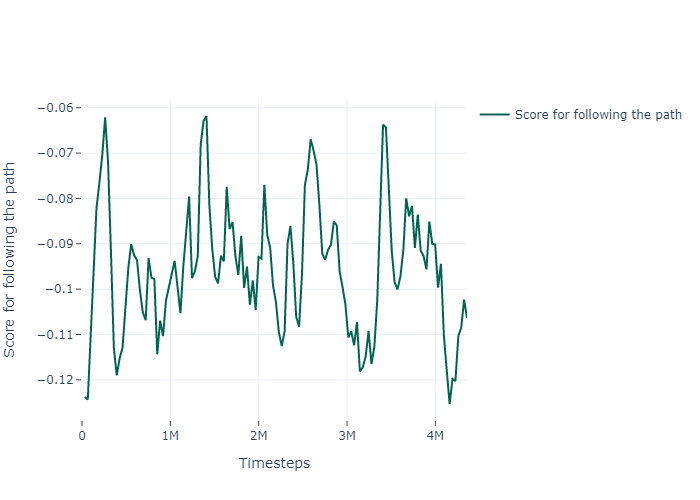 −0.06
−0.07
−0.08
−0.09
−0.1
−0.11
−0.12
Score for following the path
0
1M
2M
3M
4M
Timesteps
Score for following the path